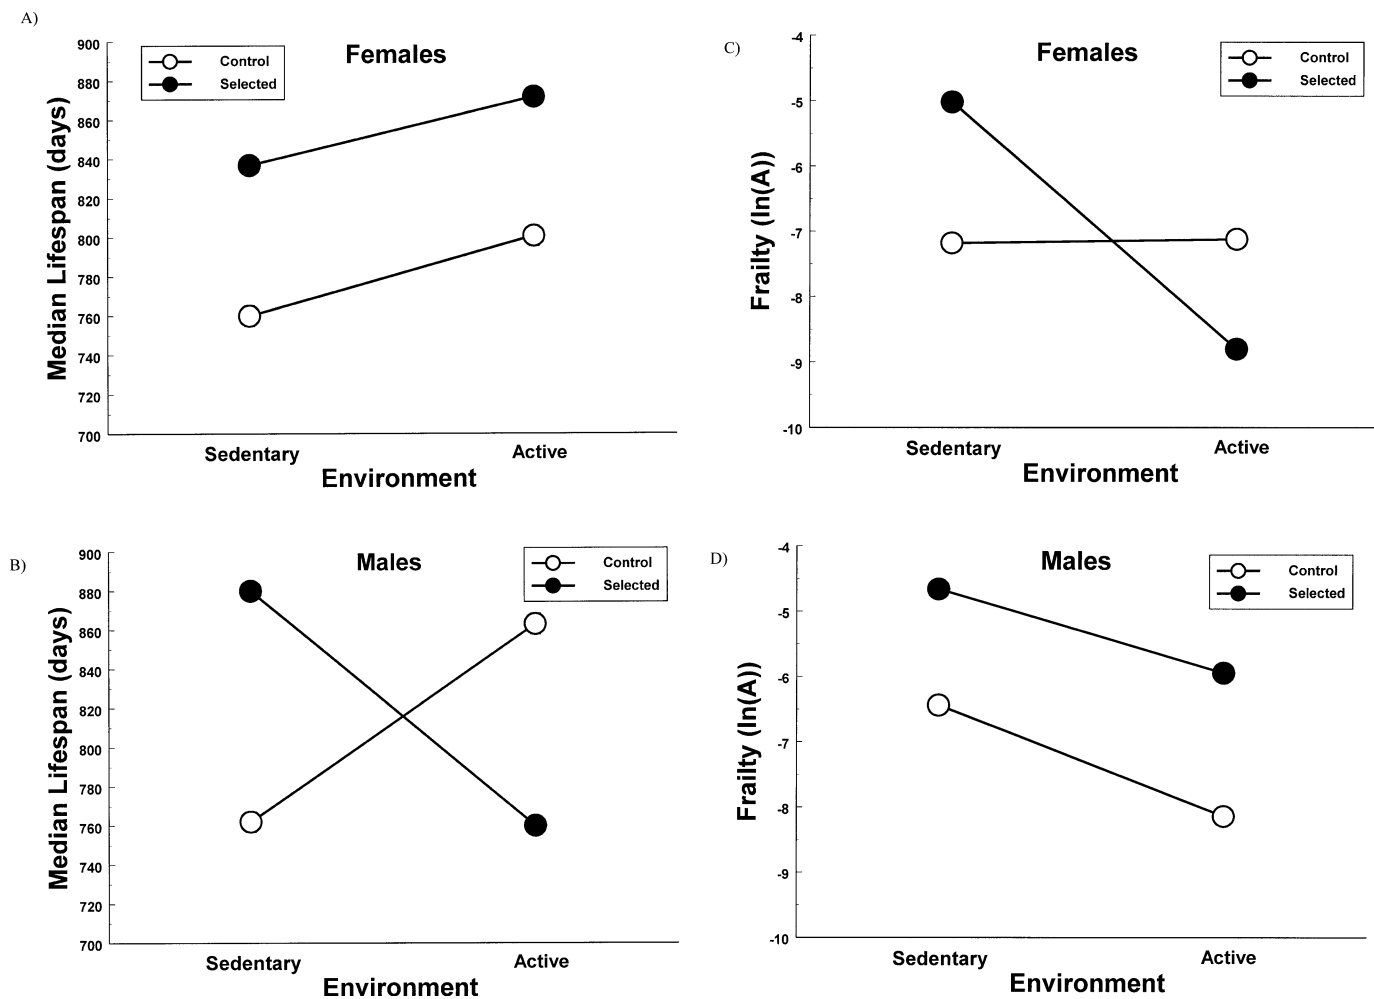 A)
Females
Control
Selected
Median Lifespan (days)
900
880
860
840
820
800
780
760
740
720
700
Sedentary
Active
Environment
C)
Females
Control
Selected
Frailty (ln(A))
-4
-5
-6
-7
-8
-9
-10
Sedentary
Active
Environment
B)
Males
Control
Selected
Median Lifespan (days)
900
880
860
840
820
800
780
760
740
720
700
Sedentary
Active
Environment
D)
Males
Control
Selected
Frailty (ln(A))
-4
-5
-6
-7
-8
-9
-10
Sedentary
Active
Environment